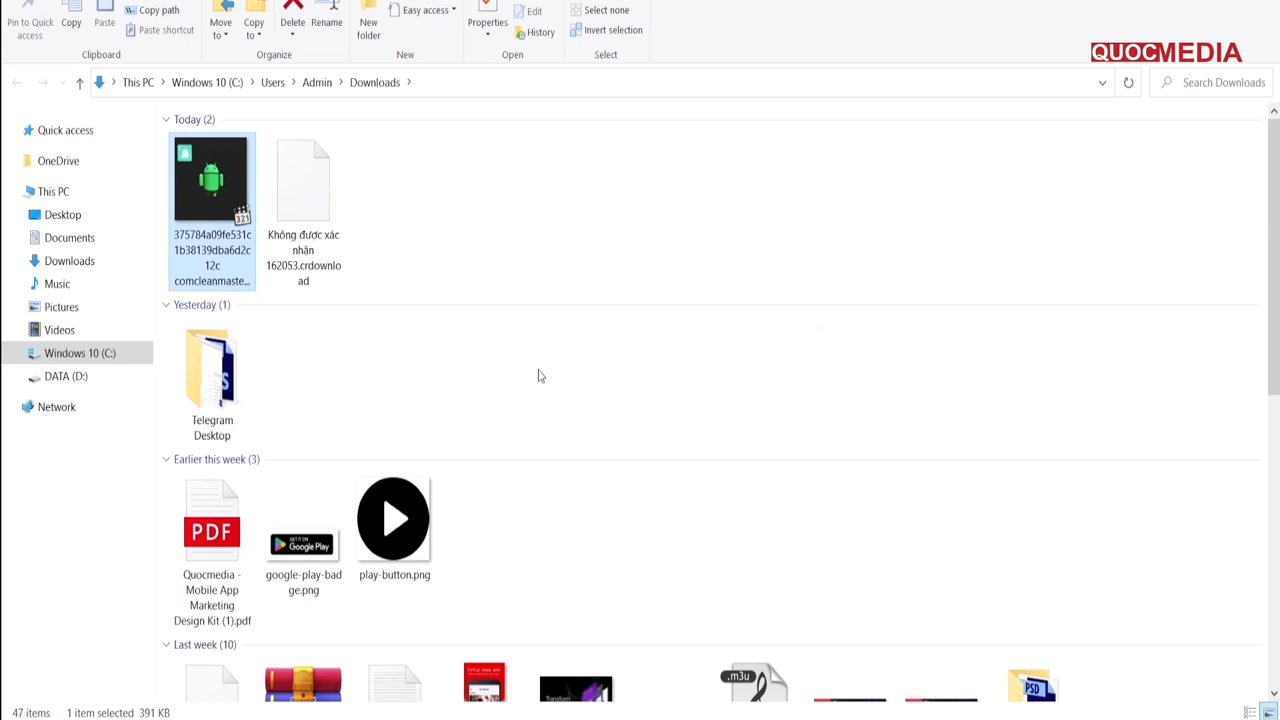 Pin to Quick
access
Copy
Paste
Copy path
Paste shortcut
Clipboard
Move
to
Copy
to
Delete
Rename
Organize
New
folder
Easy access
New
Properties
Edit
History
Open
Select none
Invert selection
Select
QUOCMEDIA
This PC > Windows 10 (C:) > Users > Admin > Downloads >
Search Downloads
Quick access
OneDrive
This PC
Desktop
Documents
Downloads
Music
Pictures
Videos
Windows 10 (C:)
DATA (D:)
Network
Today (2)
321
375784a09fe531c
1b38139dba6d2c
12c
comcleanmaste...
Không được xác
nhận
162053.crdownlo
ad
Yesterday (1)
S
Telegram
Desktop
Earlier this week (3)
PDF
Quocmedia -
Mobile App
Marketing
Design Kit (1).pdf
GET IT ON
Google Play
google-play-bad
ge.png
play-button.png
Last week (10)
TITLE YOUR APP
Transform
.m3u
PSD
47 items
1 item selected 391 KB